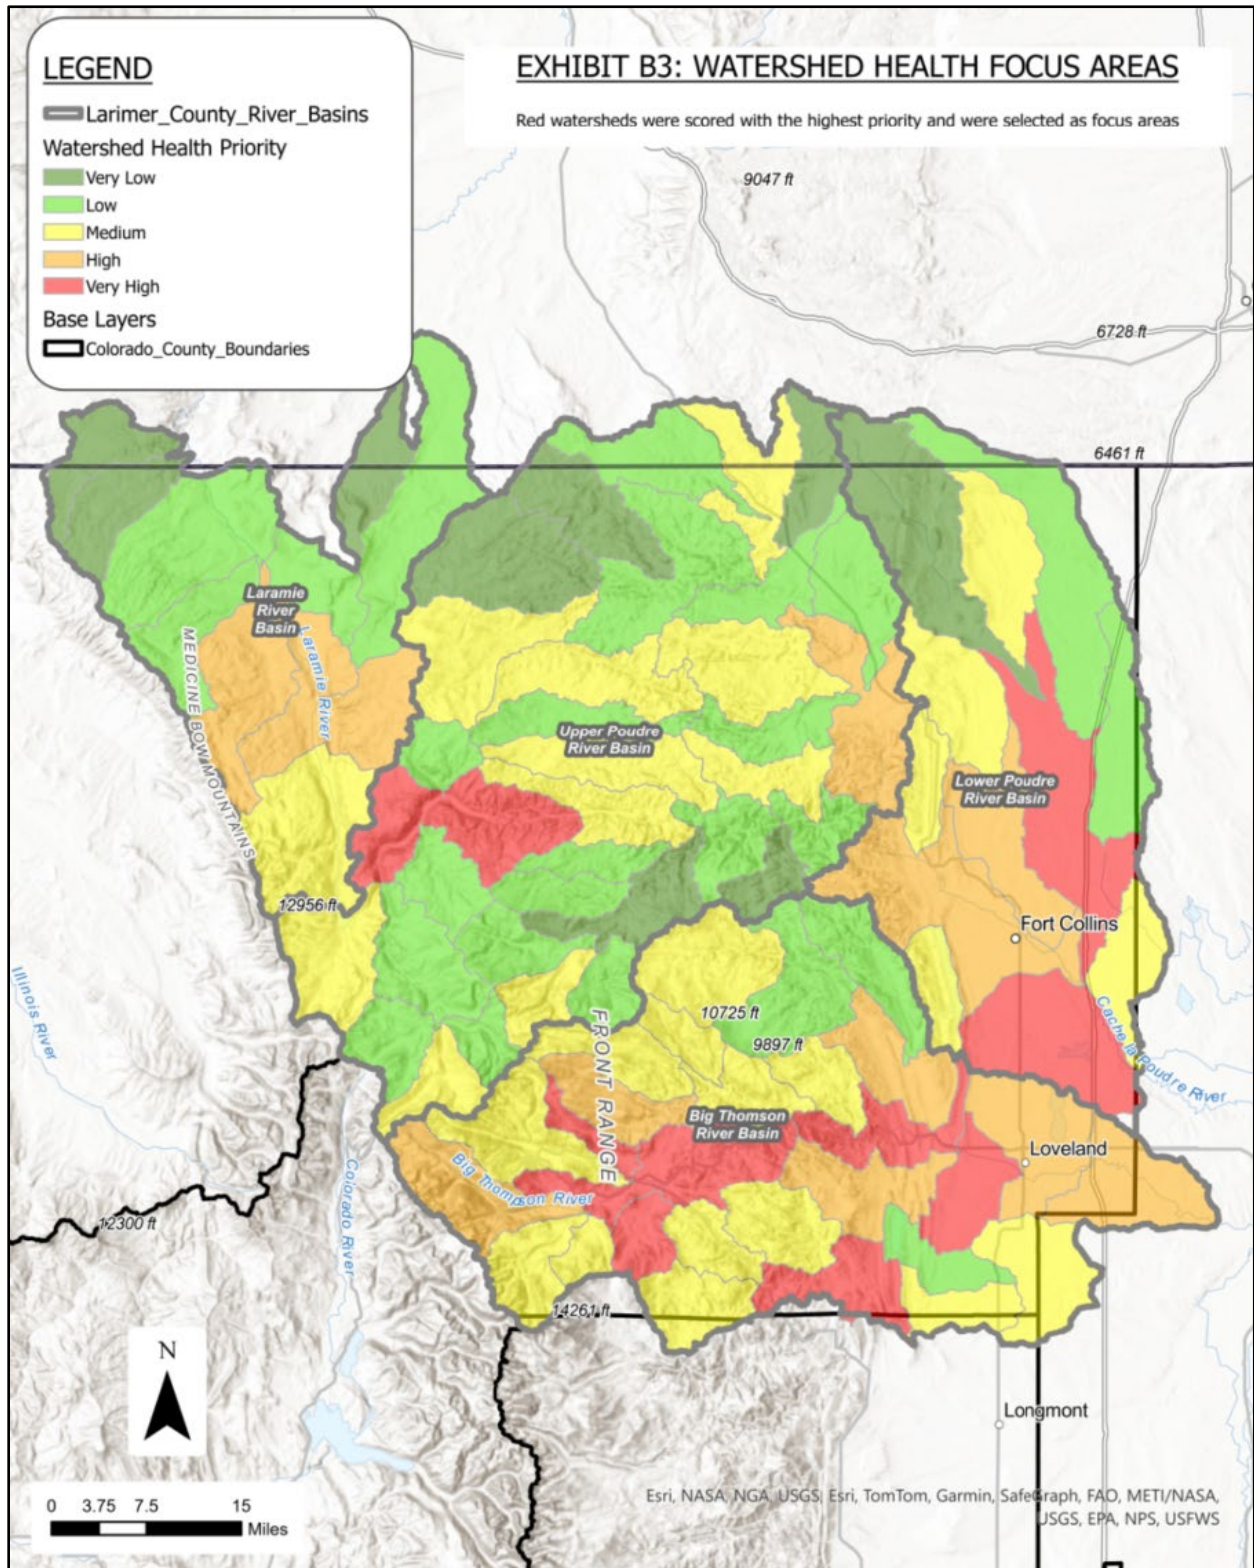 LEGEND
Larimer_County_River_Basins
Watershed Health Priority
Very Low
Low
Medium
High
Very High
Base Layers
Colorado_County_Boundaries
EXHIBIT B3: WATERSHED HEALTH FOCUS AREAS
Red watersheds were scored with the highest priority and were selected as focus areas
9047 ft
6728 ft
6461 ft
Laramie
River
Basin
Laramie River
MEDICINE BOW MOUNTAINS
Upper Poudre
River Basin
Lower Poudre
River Basin
12956 ft
Fort Collins
Illinois River
10725 ft
9897 ft
Cache la Poudre River
FRONT RANGE
Big Thomson
River Basin
Loveland
Big Thompson River
Colorado River
12300 ft
14261 ft
Longmont
N
0 3.75 7.5 15
Miles
Esri, NASA, NGA, USGS, Esri, TomTom, Garmin, SafeGraph, FAO, METI/NASA,
USGS, EPA, NPS, USFWS